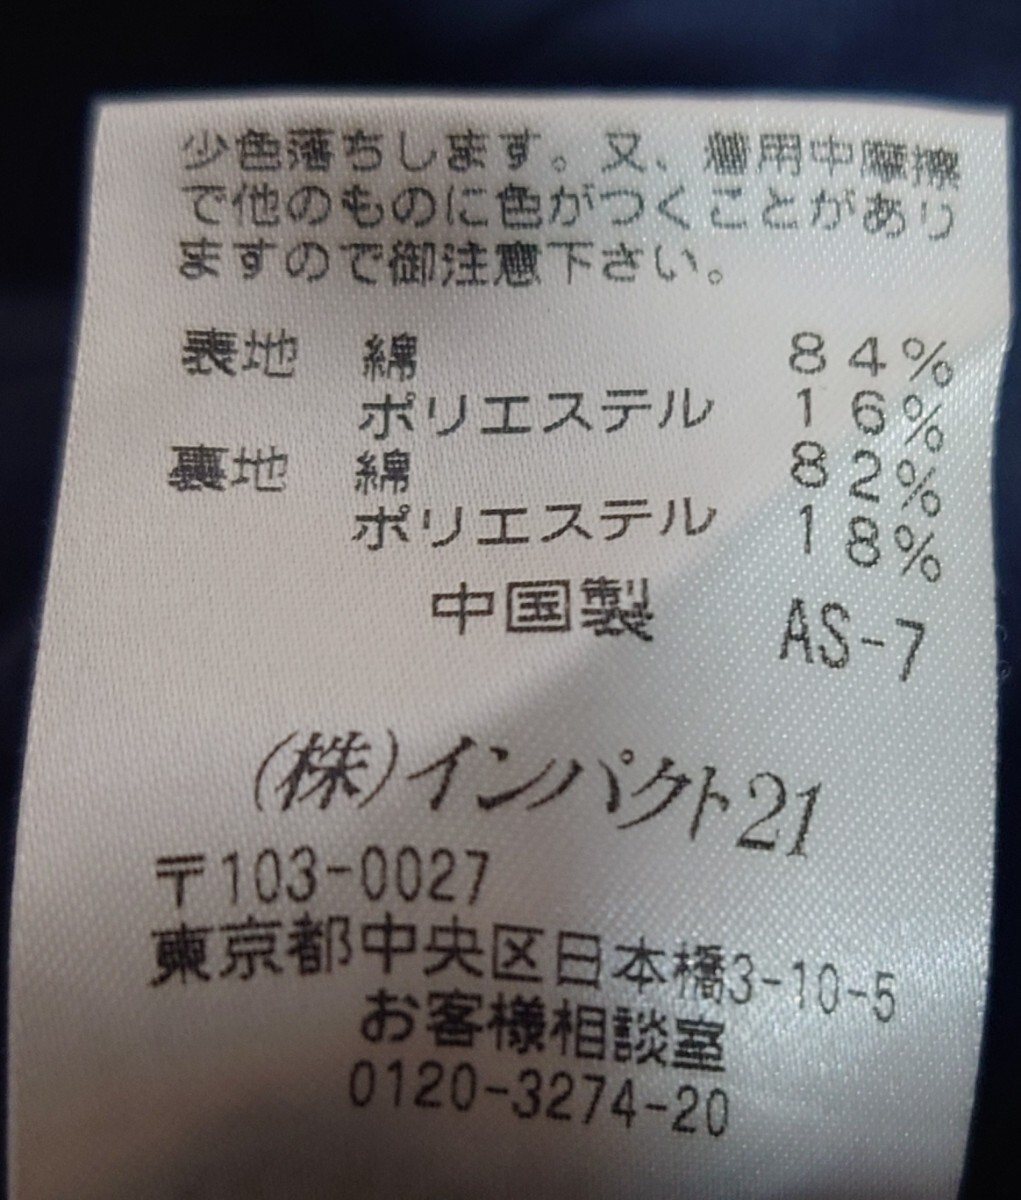 少色落ちします。又、着用中摩擦
で他のものに色がつくことがあり
ますので御注意下さい。
表地 綿 84%
ポリエステル 16%
裏地 綿 82%
ポリエステル 18%
中国製 AS-7
(株)インパクト21
〒103-0027
東京都中央区日本橋3-10-5
お客様相談室
0120-3274-20